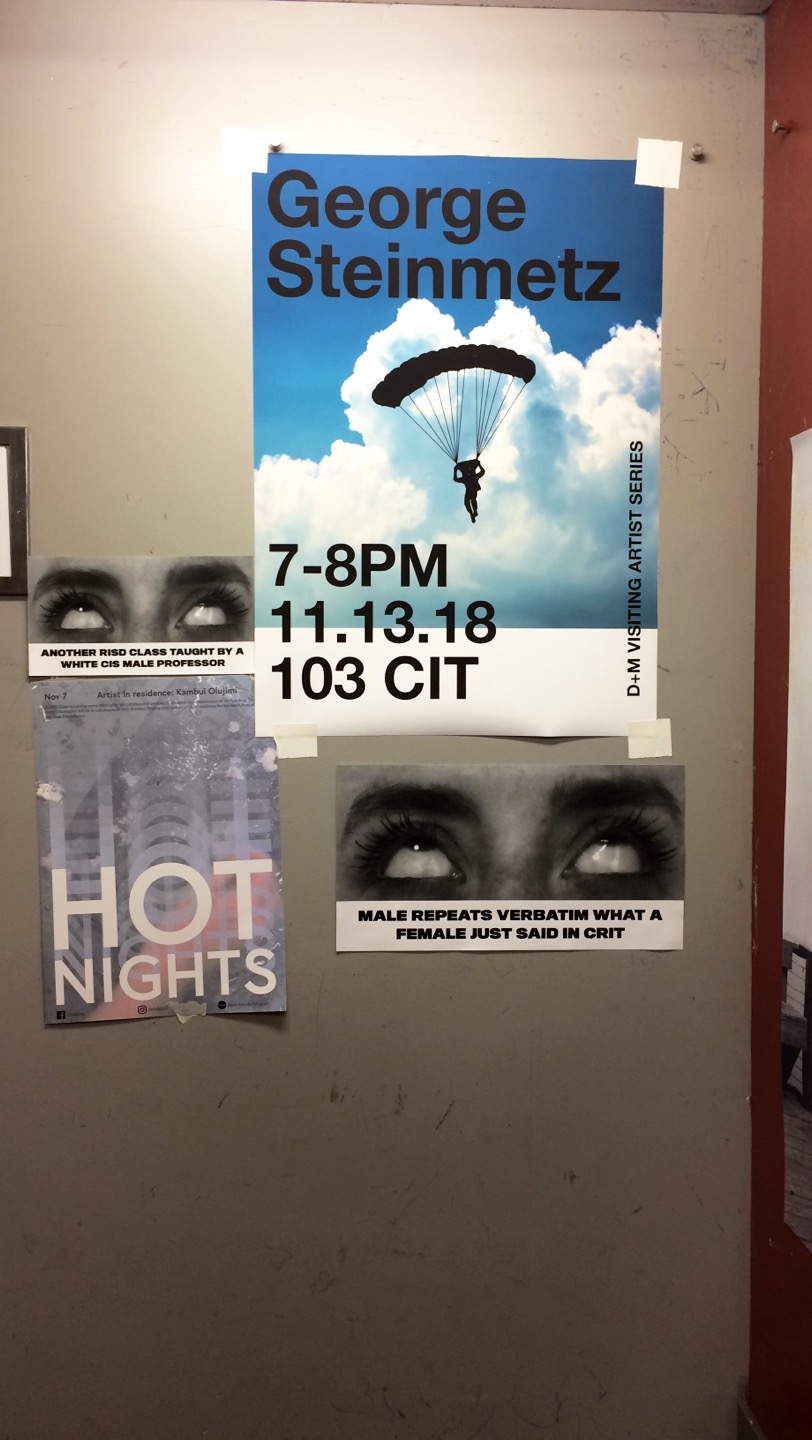 George
Steinmetz
7-8PM
11.13.18
103 CIT
D+M VISITING ARTIST SERIES
ANOTHER RISD CLASS TAUGHT BY A
WHITE CIS MALE PROFESSOR
Nov 7 Artist in residence: Kambui Olujimi
HOT
NIGHTS
MALE REPEATS VERBATIM WHAT A
FEMALE JUST SAID IN CRIT